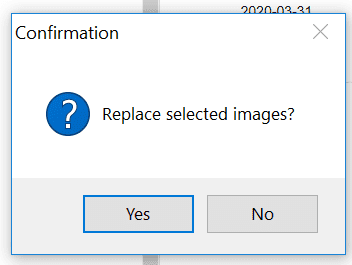 2020-03-31
Confirmation
Replace selected images?
Yes
No